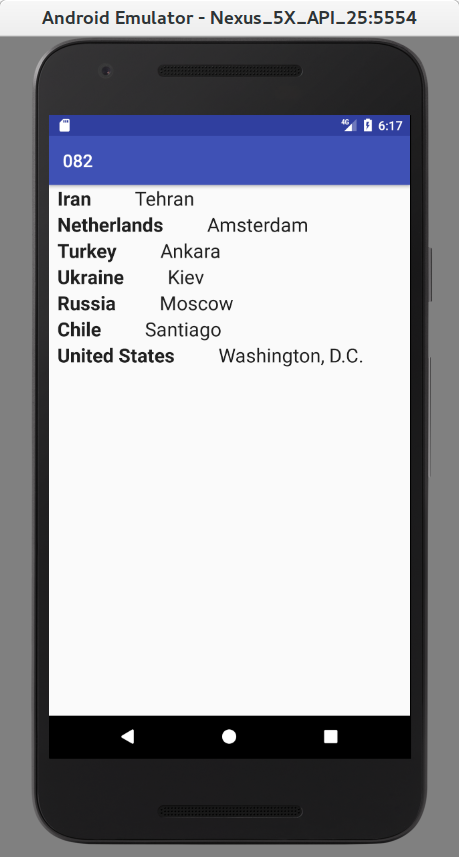 Android Emulator - Nexus_5X_API_25:5554
4G 6:17
082
Iran Tehran
Netherlands Amsterdam
Turkey Ankara
Ukraine Kiev
Russia Moscow
Chile Santiago
United States Washington, D.C.